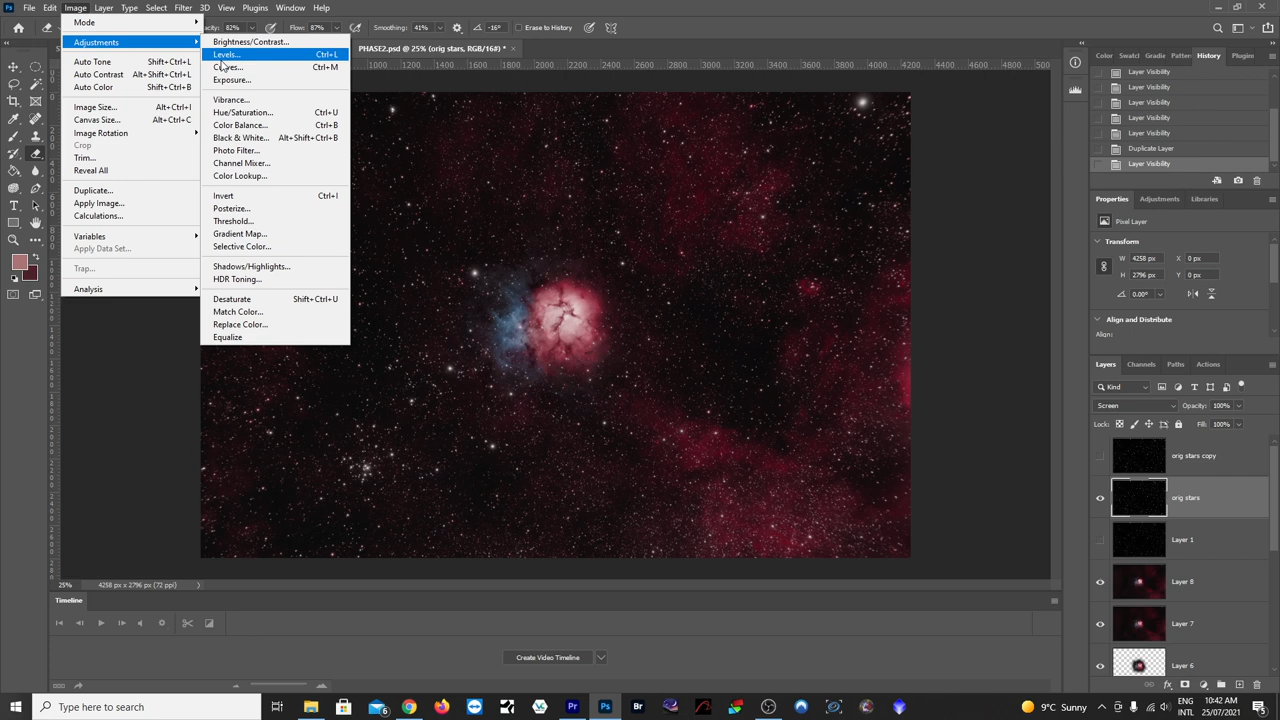 File Edit Image Layer Type Select Filter 3D View Plugins Window Help
Opacity: 82% Flow: 87% Smoothing: 41% -16° Erase to History
PHASE2.psd @ 25% (orig stars, RGB/168) *
Mode
Adjustments
Auto Tone Shift+Ctrl+L
Auto Contrast Alt+Shift+Ctrl+L
Auto Color Shift+Ctrl+B
Image Size... Alt+Ctrl+I
Canvas Size... Alt+Ctrl+C
Image Rotation
Crop
Trim...
Reveal All
Duplicate...
Apply Image...
Calculations...
Variables
Apply Data Set...
Trap...
Analysis
Brightness/Contrast...
Levels... Ctrl+L
Curves... Ctrl+M
Exposure...
Vibrance...
Hue/Saturation... Ctrl+U
Color Balance... Ctrl+B
Black & White... Alt+Shift+Ctrl+B
Photo Filter...
Channel Mixer...
Color Lookup...
Invert Ctrl+I
Posterize...
Threshold...
Gradient Map...
Selective Color...
Shadows/Highlights...
HDR Toning...
Desaturate Shift+Ctrl+U
Match Color...
Replace Color...
Equalize
1000 1200 1400 1600 1800 2000 2200 2400 2600 2800 3000 3200 3400 3600 3800 4000 4200 4400 4600 4800 5000
Color Swatc Gradie Patter History
Layer Visibility
Layer Visibility
Layer Visibility
Layer Visibility
Layer Visibility
Duplicate Layer
Layer Visibility
Properties Adjustments Libraries
Pixel Layer
Transform
W: 4258 px X: 0 px
H: 2796 px Y: 0 px
0.00°
Align and Distribute
Align:
Layers Channels Paths Actions
Kind
Screen Opacity: 100%
Lock: Fill: 100%
orig stars copy
orig stars
Layer 1
Layer 8
Layer 7
Layer 6
25% 4258 px x 2796 px (72 ppi)
Timeline
Create Video Timeline
Type here to search
6
13°C Sunny
INTL
10:42 AM
25/07/2021